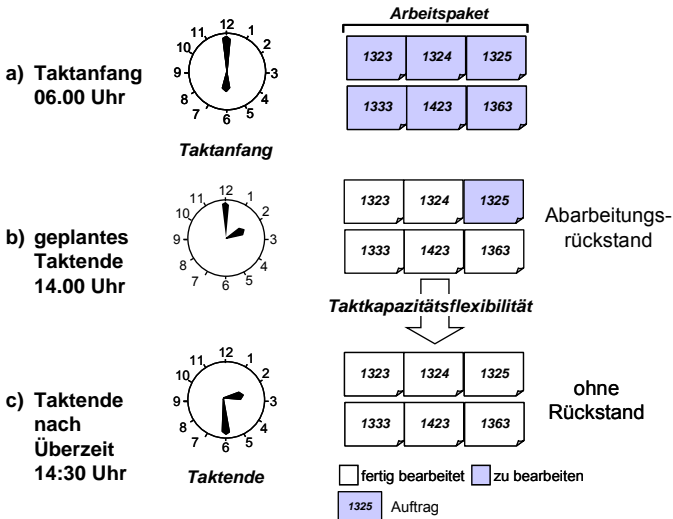 Arbeitspaket
a) Taktanfang
06.00 Uhr
12
1
2
3
4
5
6
7
8
9
10
11
Taktanfang
1323 1324 1325
1333 1423 1363
b) geplantes
Taktende
14.00 Uhr
12
1
2
3
4
5
6
7
8
9
10
11
1323 1324 1325
1333 1423 1363
Abarbeitungs-
rückstand
Taktkapazitätsflexibilität
c) Taktende
nach
Überzeit
14:30 Uhr
12
1
2
3
4
5
6
7
8
9
10
11
Taktende
1323 1324 1325
1333 1423 1363
ohne
Rückstand
fertig bearbeitet zu bearbeiten
1325 Auftrag